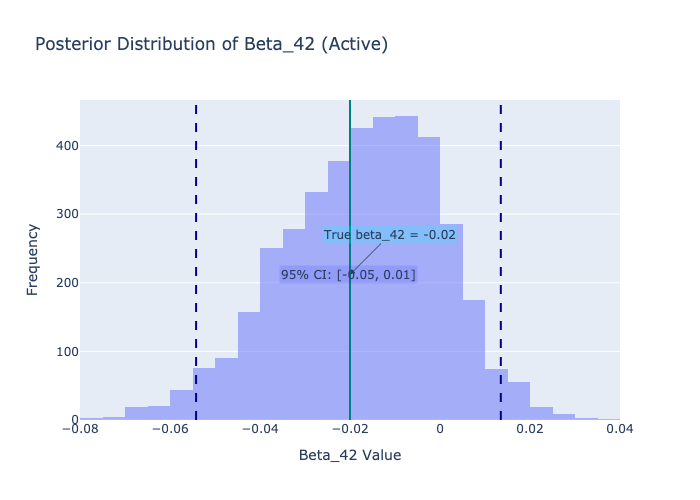 Posterior Distribution of Beta_42 (Active)
400
300
200
100
0
Frequency
True beta_42 = -0.02
95% CI: [-0.05, 0.01]
−0.08
−0.06
−0.04
−0.02
0
0.02
0.04
Beta_42 Value